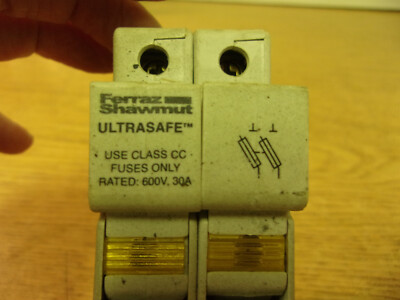 Ferraz
Shawmut
ULTRASAFE™
USE CLASS CC
FUSES ONLY
RATED: 600V, 30A